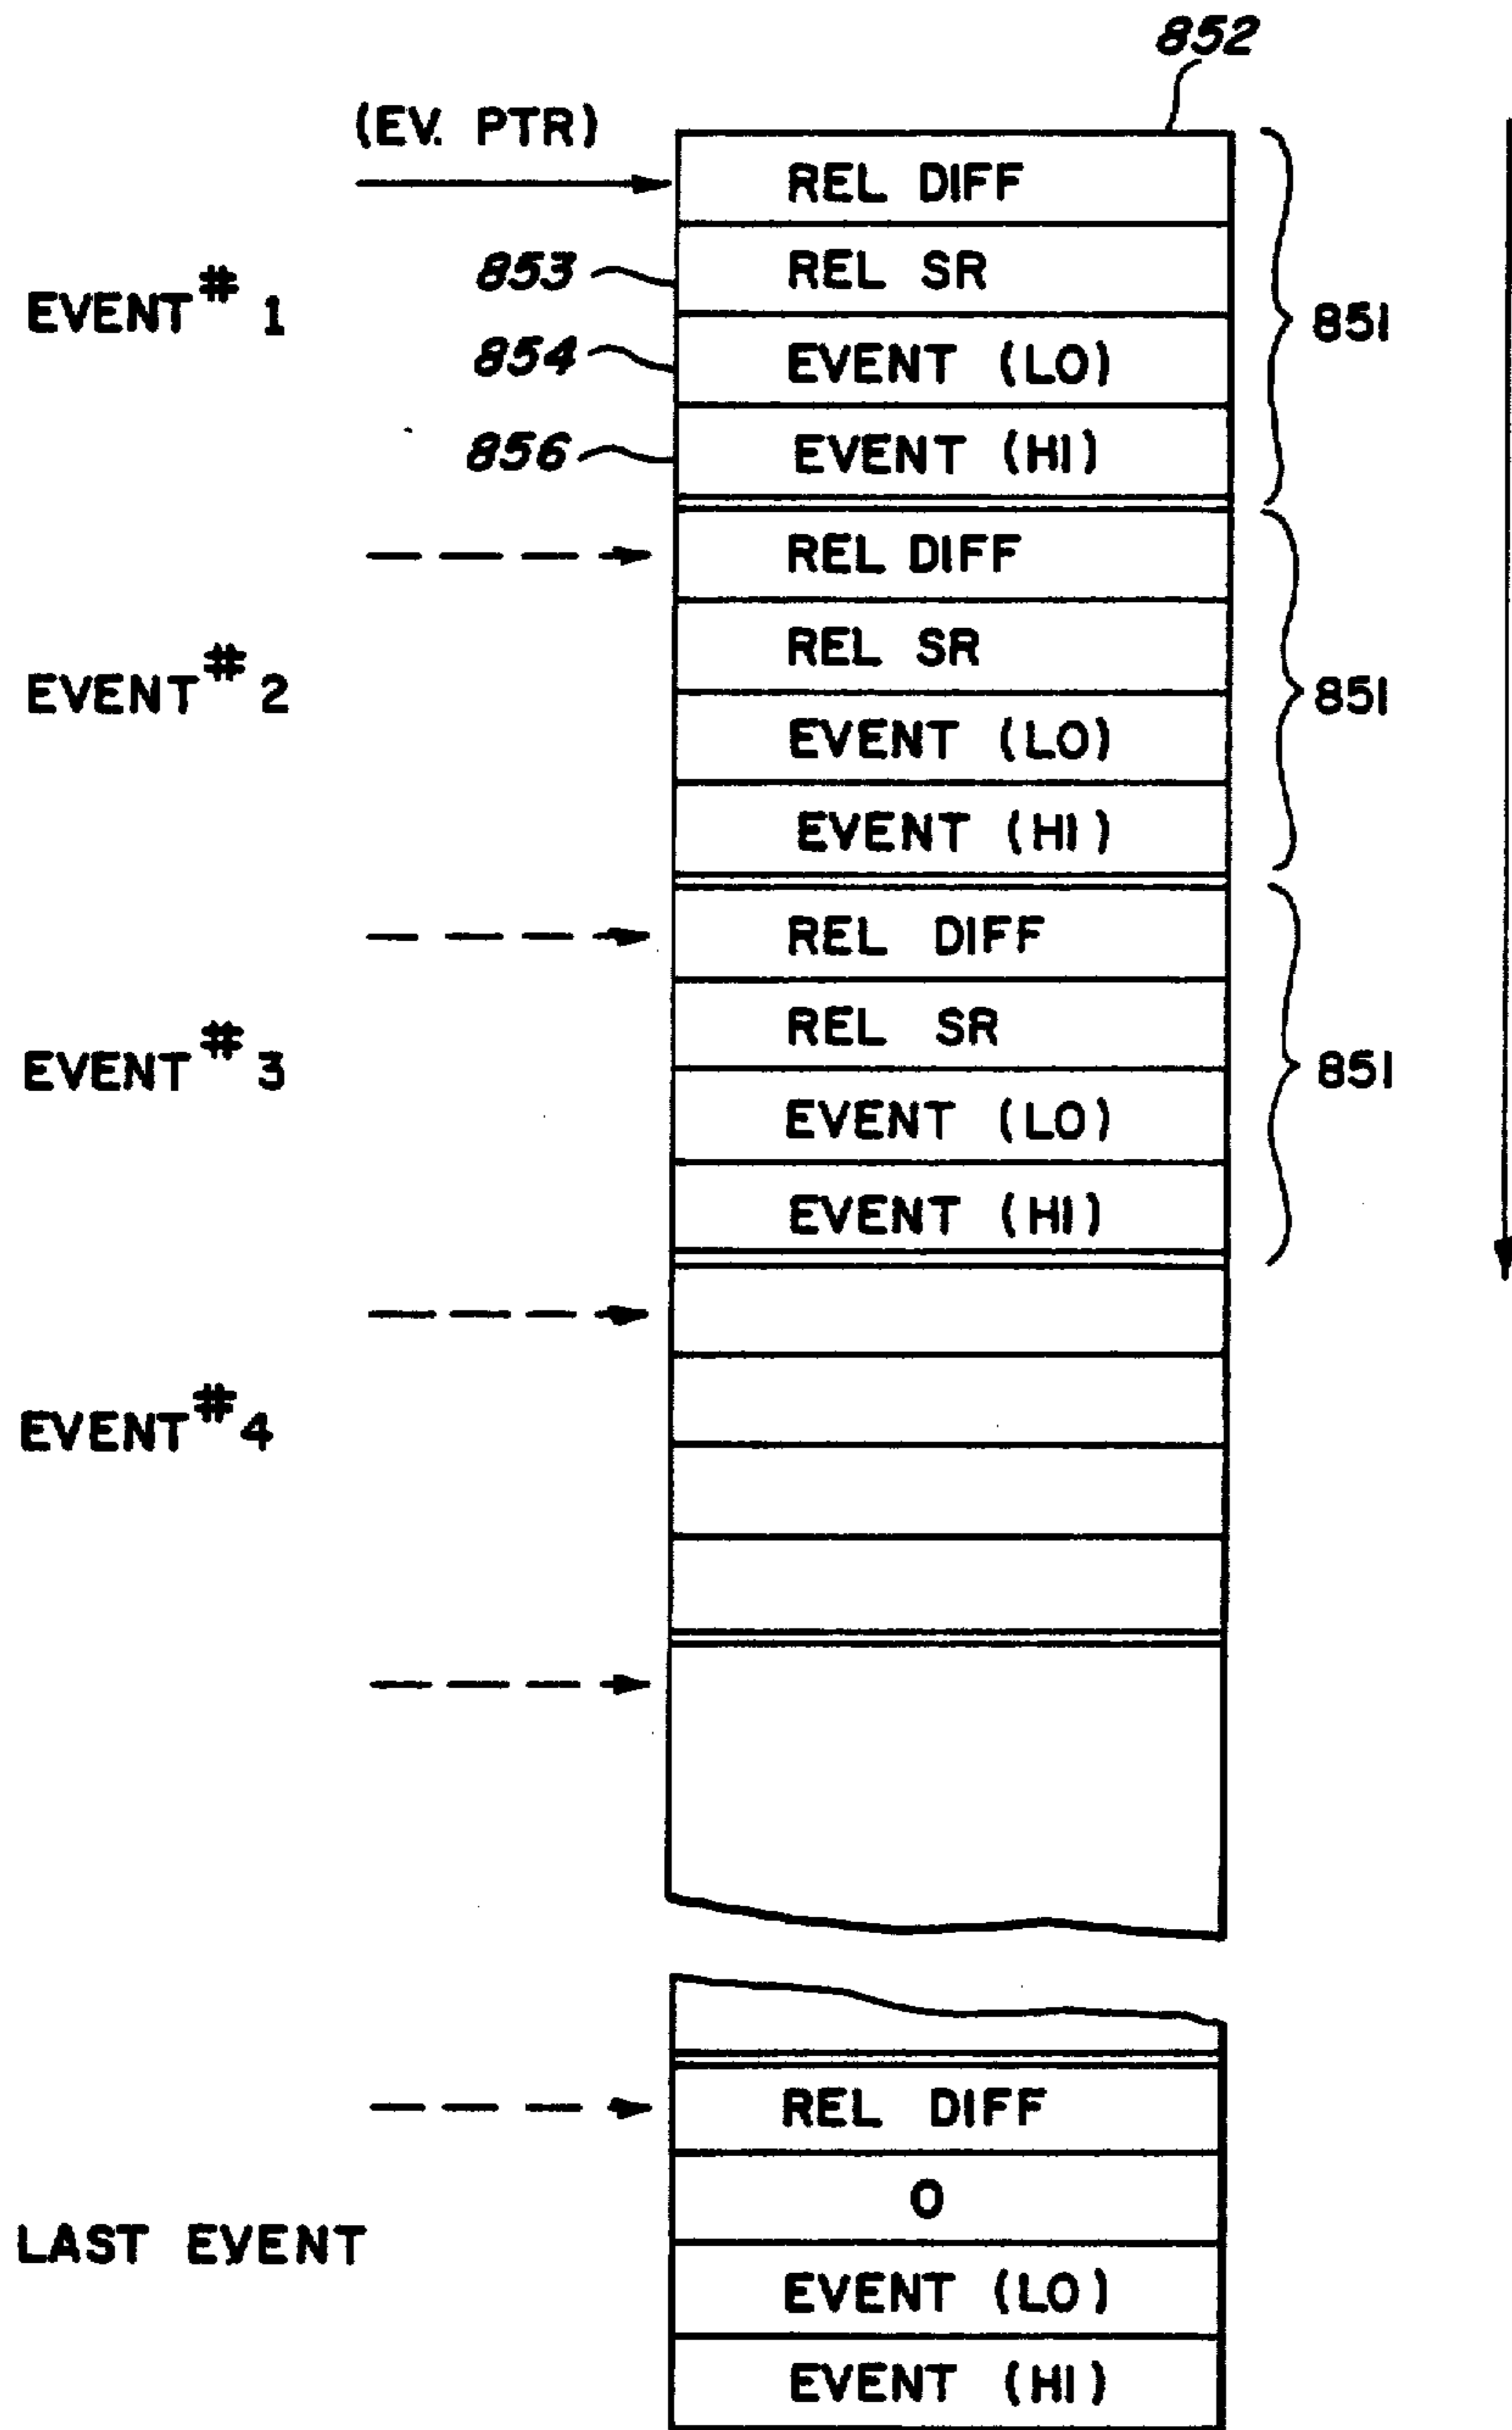 852
(EV. PTR)
REL DIFF
853
REL SR
EVENT # 1
851
854
EVENT (LO)
856
EVENT (HI)
REL DIFF
REL SR
EVENT # 2
851
EVENT (LO)
EVENT (HI)
REL DIFF
REL SR
EVENT # 3
851
EVENT (LO)
EVENT (HI)
EVENT # 4
REL DIFF
O
LAST EVENT
EVENT (LO)
EVENT (HI)